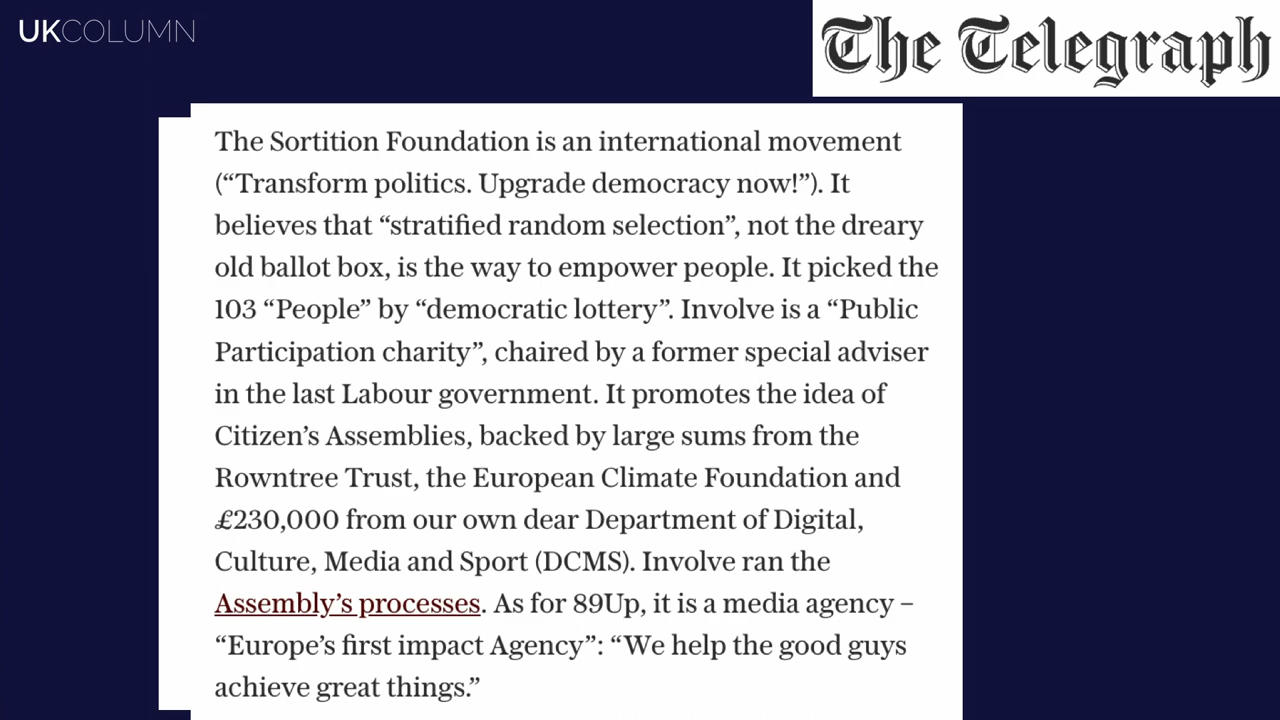 UKCOLUMN
The Telegraph
The Sortition Foundation is an international movement
(“Transform politics. Upgrade democracy now!”). It
believes that “stratified random selection”, not the dreary
old ballot box, is the way to empower people. It picked the
103 “People” by “democratic lottery”. Involve is a “Public
Participation charity”, chaired by a former special adviser
in the last Labour government. It promotes the idea of
Citizen’s Assemblies, backed by large sums from the
Rowntree Trust, the European Climate Foundation and
£230,000 from our own dear Department of Digital,
Culture, Media and Sport (DCMS). Involve ran the
Assembly’s processes. As for 89Up, it is a media agency –
“Europe’s first impact Agency”: “We help the good guys
achieve great things.”